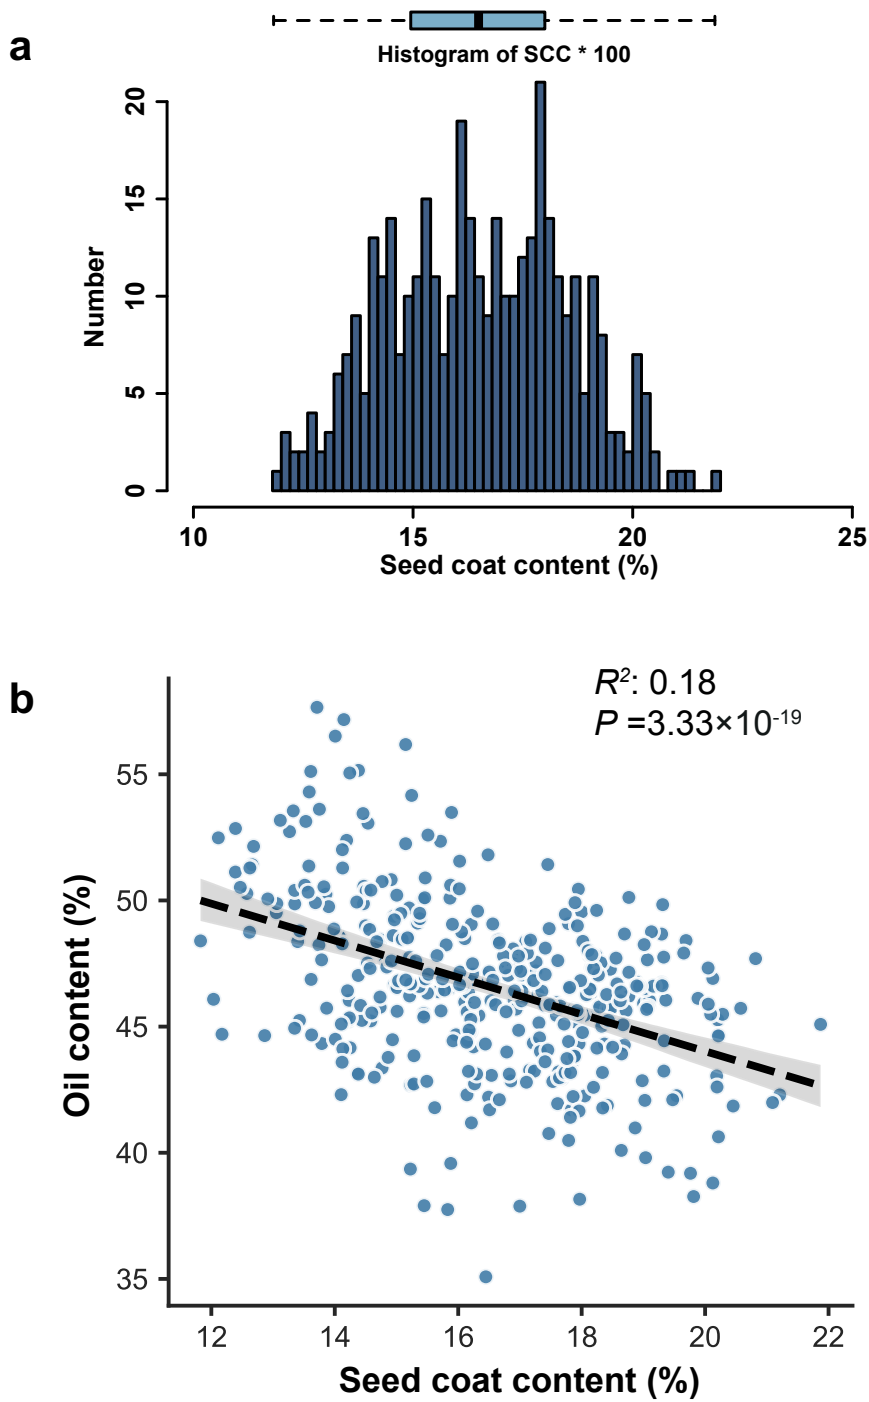 a
Histogram of SCC * 100
20
15
10
5
0
Number
10 15 20 25
Seed coat content (%)
b
R²: 0.18
P =3.33×10⁻¹⁹
55
50
45
40
35
Oil content (%)
12 14 16 18 20 22
Seed coat content (%)